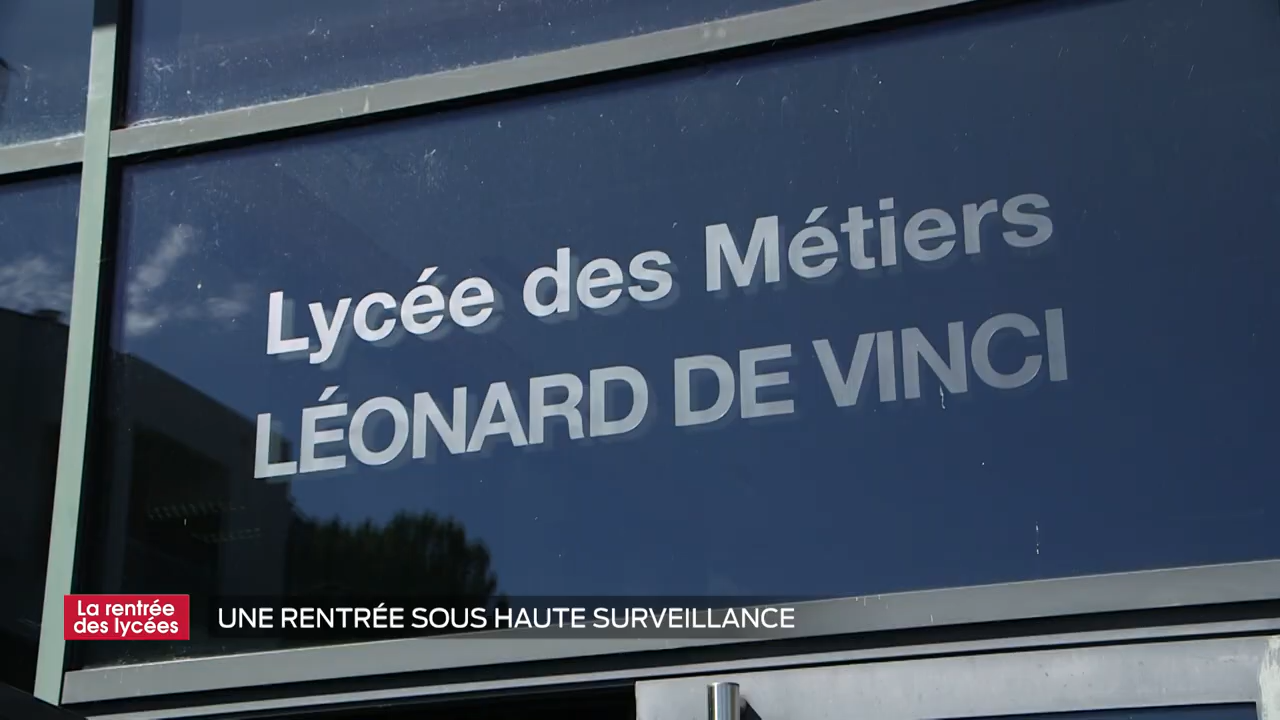 Lycée des Métiers
LÉONARD DE VINCI
La rentrée
des lycées
UNE RENTRÉE SOUS HAUTE SURVEILLANCE